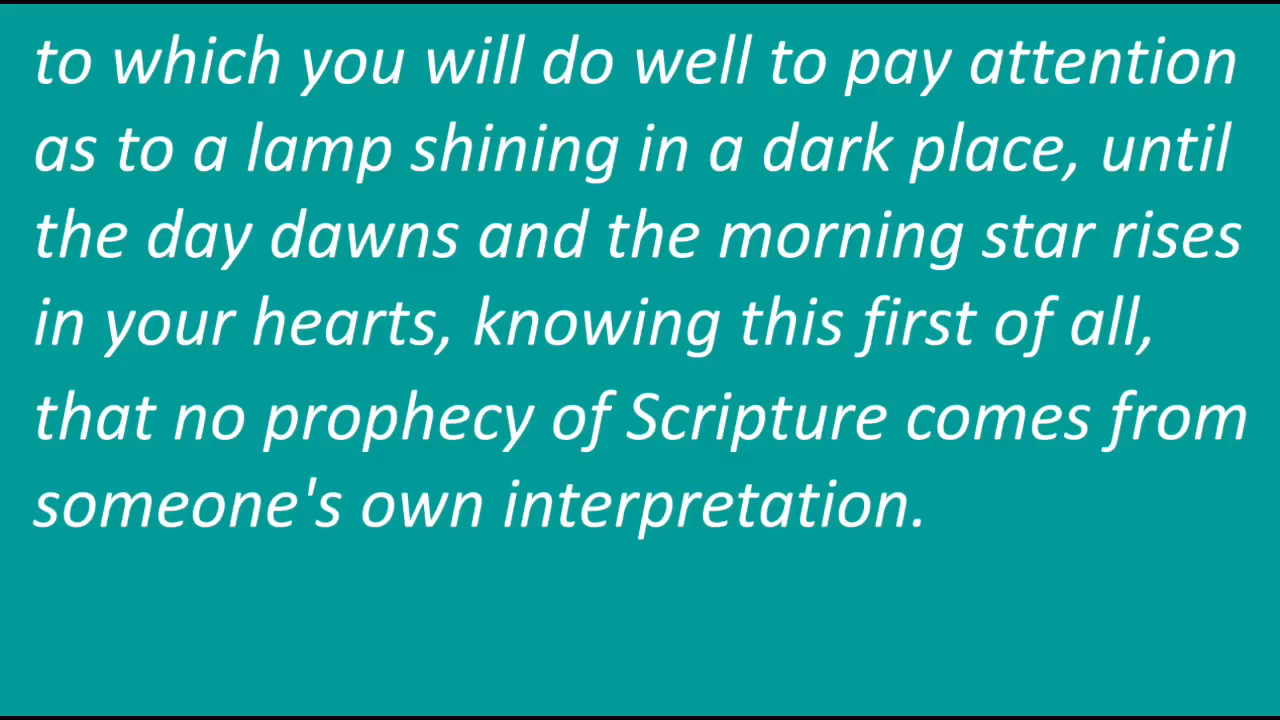 to which you will do well to pay attention
as to a lamp shining in a dark place, until
the day dawns and the morning star rises
in your hearts, knowing this first of all,
that no prophecy of Scripture comes from
someone's own interpretation.